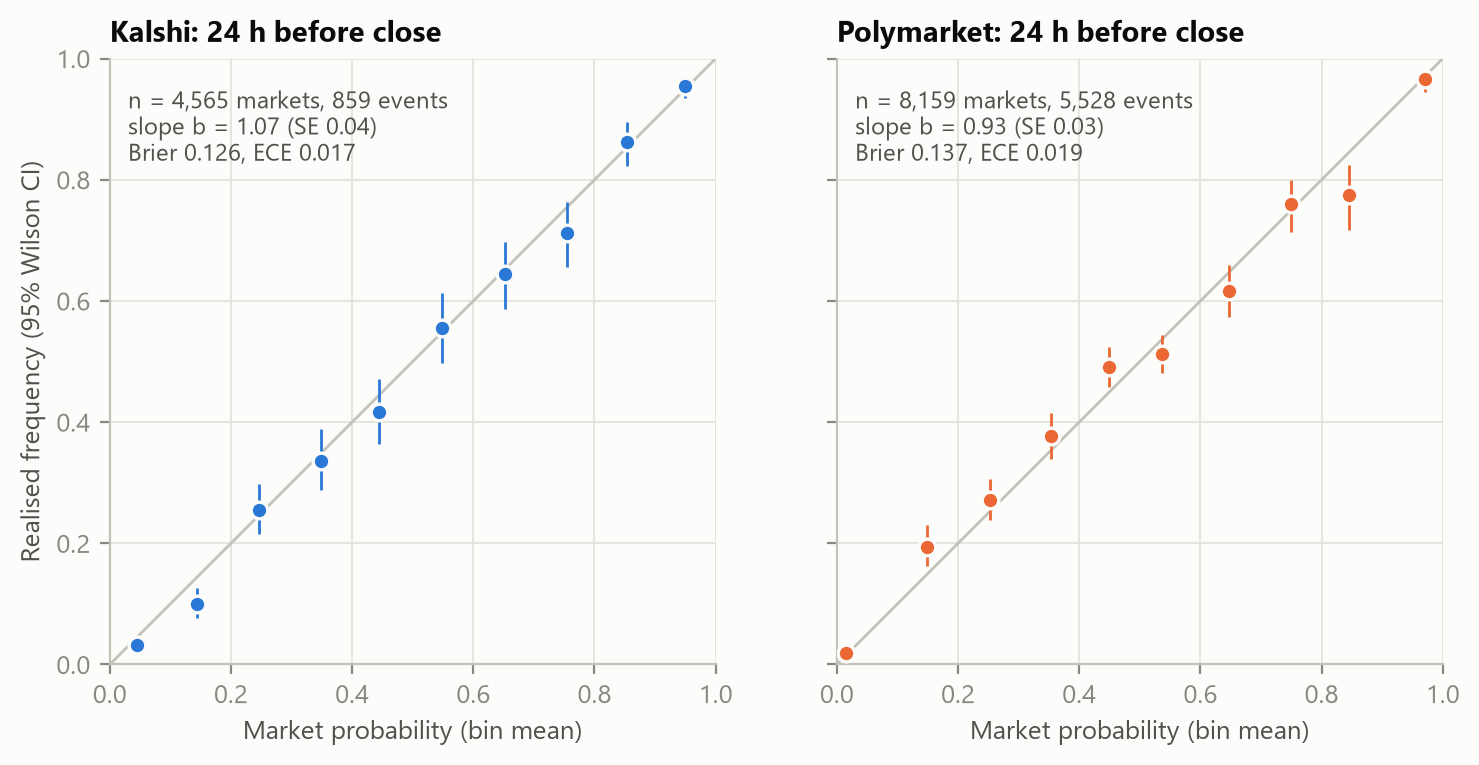 Kalshi: 24 h before close
n = 4,565 markets, 859 events
slope b = 1.07 (SE 0.04)
Brier 0.126, ECE 0.017
Realised frequency (95% Wilson CI)
1.0
0.8
0.6
0.4
0.2
0.0
0.0 0.2 0.4 0.6 0.8 1.0
Market probability (bin mean)
Polymarket: 24 h before close
n = 8,159 markets, 5,528 events
slope b = 0.93 (SE 0.03)
Brier 0.137, ECE 0.019
0.0 0.2 0.4 0.6 0.8 1.0
Market probability (bin mean)